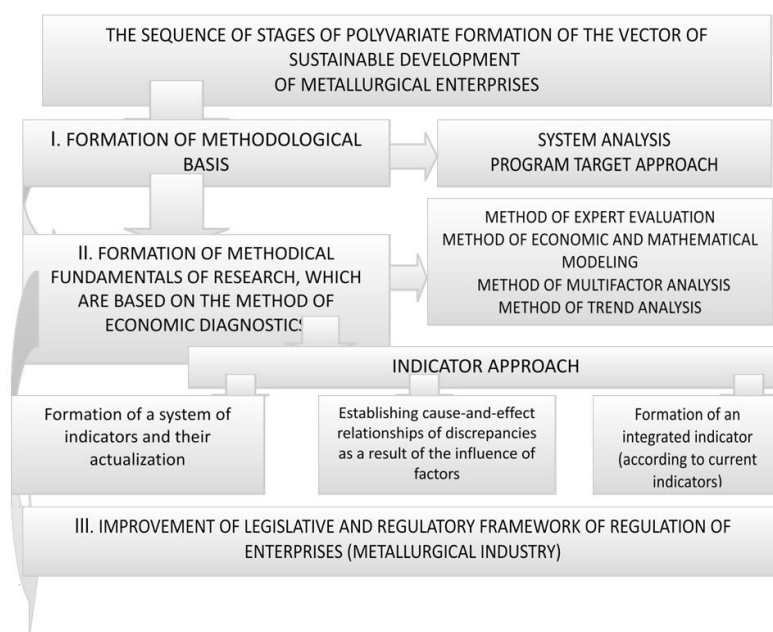 THE SEQUENCE OF STAGES OF POLYVARIATE FORMATION OF THE VECTOR OF
SUSTAINABLE DEVELOPMENT
OF METALLURGICAL ENTERPRISES
I. FORMATION OF METHODOLOGICAL
BASIS
SYSTEM ANALYSIS
PROGRAM TARGET APPROACH
II. FORMATION OF METHODICAL
FUNDAMENTALS OF RESEARCH, WHICH
ARE BASED ON THE METHOD OF
ECONOMIC DIAGNOSTICS
METHOD OF EXPERT EVALUATION
METHOD OF ECONOMIC AND MATHEMATICAL
MODELING
METHOD OF MULTIFACTOR ANALYSIS
METHOD OF TREND ANALYSIS
INDICATOR APPROACH
Formation of a system of
indicators and their
actualization
Establishing cause-and-effect
relationships of discrepancies
as a result of the influence of
factors
Formation of an
integrated indicator
(according to current
indicators)
III. IMPROVEMENT OF LEGISLATIVE AND REGULATORY FRAMEWORK OF REGULATION OF
ENTERPRISES (METALLURGICAL INDUSTRY)